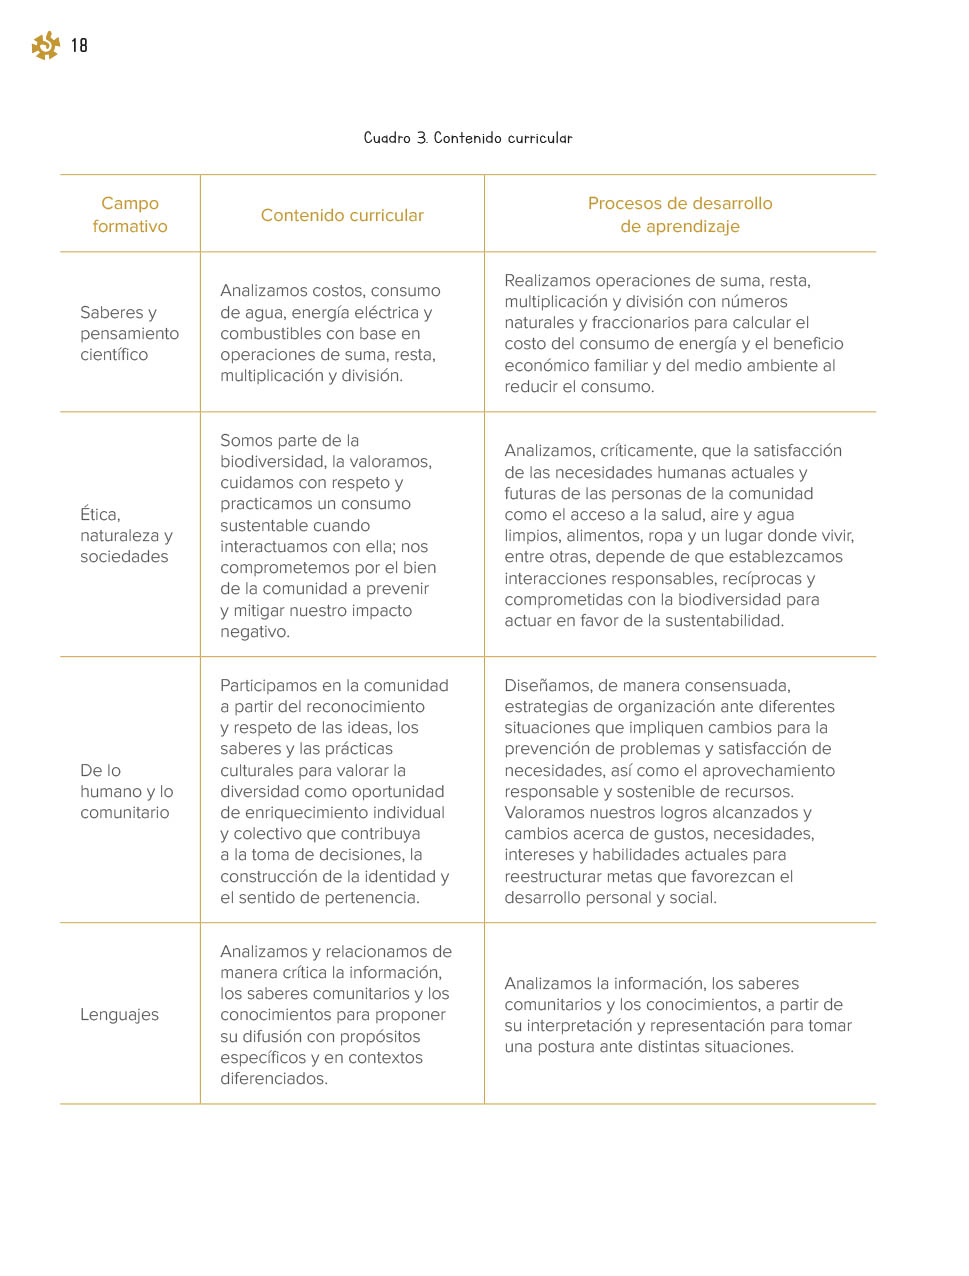 18
Cuadro 3. Contenido curricular
Campo
formativo
Contenido curricular
Procesos de desarrollo
de aprendizaje
Saberes y
pensamiento
científico
Analizamos costos, consumo
de agua, energía eléctrica y
combustibles con base en
operaciones de suma, resta,
multiplicación y división.
Realizamos operaciones de suma, resta,
multiplicación y división con números
naturales y fraccionarios para calcular el
costo del consumo de energía y el beneficio
económico familiar y del medio ambiente al
reducir el consumo.
Ética,
naturaleza y
sociedades
Somos parte de la
biodiversidad, la valoramos,
cuidamos con respeto y
practicamos un consumo
sustentable cuando
interactuamos con ella; nos
comprometemos por el bien
de la comunidad a prevenir
y mitigar nuestro impacto
negativo.
Analizamos, críticamente, que la satisfacción
de las necesidades humanas actuales y
futuras de las personas de la comunidad
como el acceso a la salud, aire y agua
limpios, alimentos, ropa y un lugar donde vivir,
entre otras, depende de que establezcamos
interacciones responsables, recíprocas y
comprometidas con la biodiversidad para
actuar en favor de la sustentabilidad.
De lo
humano y lo
comunitario
Participamos en la comunidad
a partir del reconocimiento
y respeto de las ideas, los
saberes y las prácticas
culturales para valorar la
diversidad como oportunidad
de enriquecimiento individual
y colectivo que contribuya
a la toma de decisiones, la
construcción de la identidad y
el sentido de pertenencia.
Diseñamos, de manera consensuada,
estrategias de organización ante diferentes
situaciones que impliquen cambios para la
prevención de problemas y satisfacción de
necesidades, así como el aprovechamiento
responsable y sostenible de recursos.
Valoramos nuestros logros alcanzados y
cambios acerca de gustos, necesidades,
intereses y habilidades actuales para
reestructurar metas que favorezcan el
desarrollo personal y social.
Lenguajes
Analizamos y relacionamos de
manera crítica la información,
los saberes comunitarios y los
conocimientos para proponer
su difusión con propósitos
específicos y en contextos
diferenciados.
Analizamos la información, los saberes
comunitarios y los conocimientos, a partir de
su interpretación y representación para tomar
una postura ante distintas situaciones.